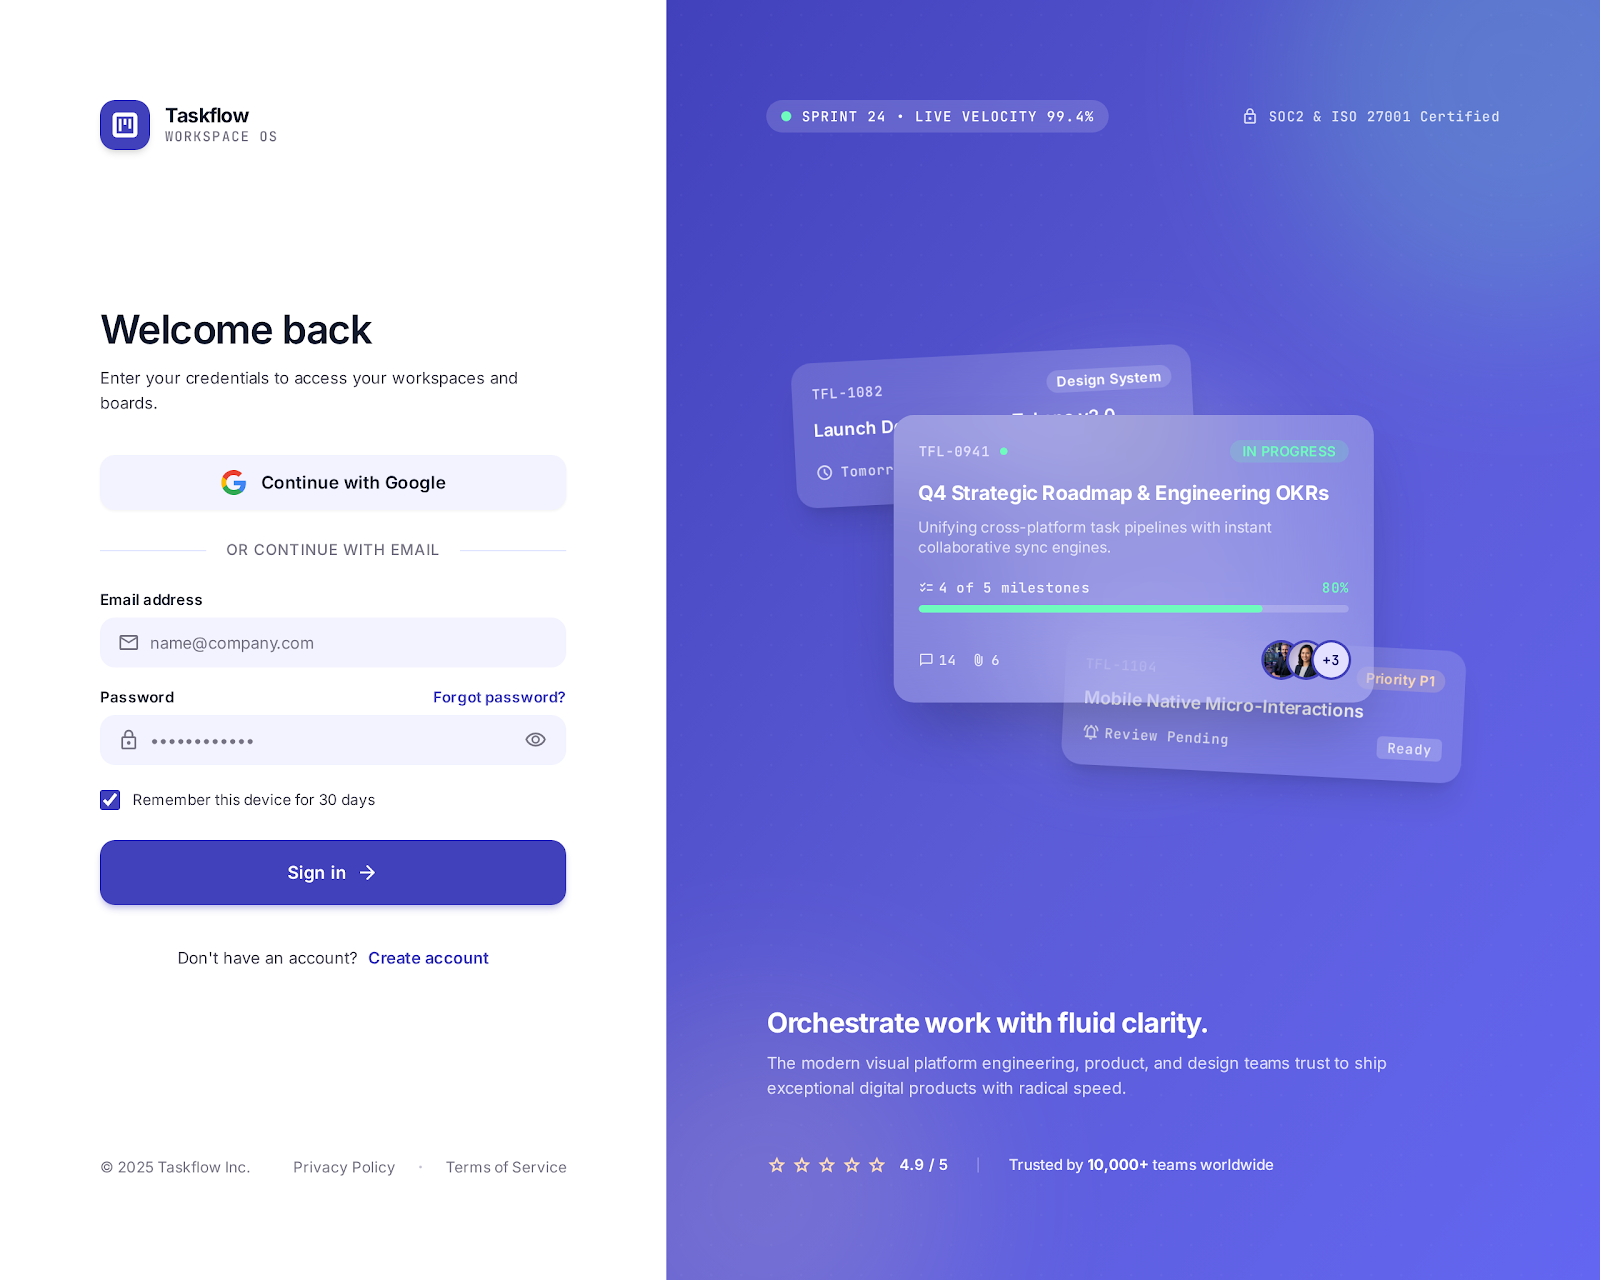 Taskflow
WORKSPACE OS
Welcome back
Enter your credentials to access your workspaces and
boards.
Continue with Google
OR CONTINUE WITH EMAIL
Email address
name@company.com
Password
Forgot password?
••••••••••••
Remember this device for 30 days
Sign in
Don't have an account? Create account
© 2025 Taskflow Inc.
Privacy Policy · Terms of Service
SPRINT 24 • LIVE VELOCITY 99.4%
SOC2 & ISO 27001 Certified
TFL-1082
Design System
Launch
v2.0
TFL-0941
IN PROGRESS
Q4 Strategic Roadmap & Engineering OKRs
Unifying cross-platform task pipelines with instant
collaborative sync engines.
4 of 5 milestones
80%
14
6
+3
TFL-1104
Priority P1
Mobile Native Micro-Interactions
Review Pending
Ready
Orchestrate work with fluid clarity.
The modern visual platform engineering, product, and design teams trust to ship
exceptional digital products with radical speed.
4.9 / 5
Trusted by 10,000+ teams worldwide